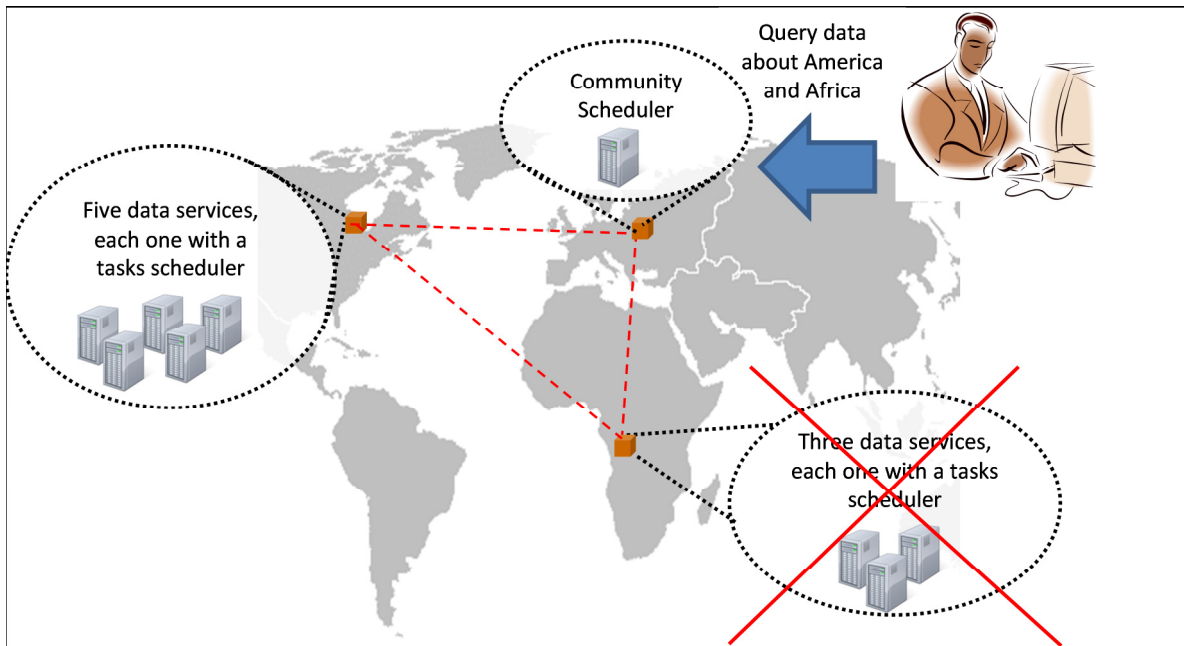 Query data
about America
and Africa
Community
Scheduler
Five data services,
each one with a
tasks scheduler
Three data services,
each one with a tasks
scheduler